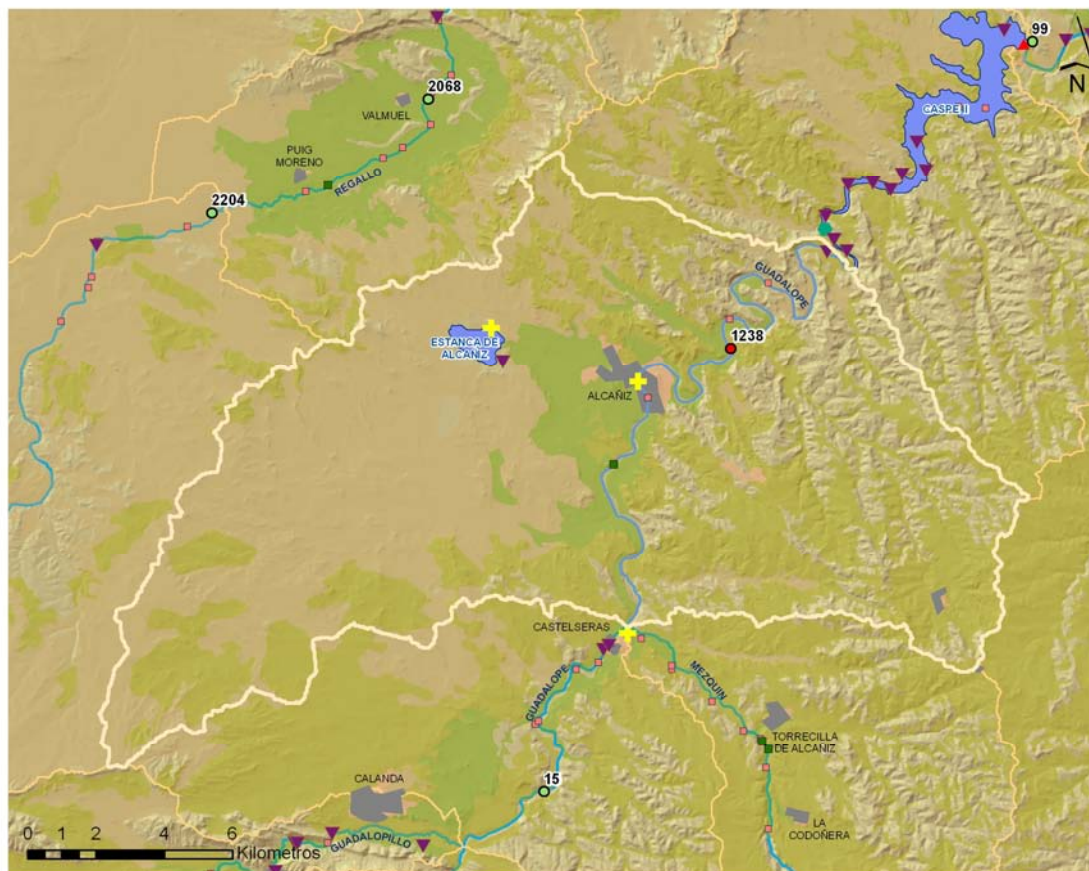 99
N
2068
VALMUEL
CASPE II
PUIG
MORENO
REGALLO
2204
GUADALOPE
1238
ESTANCA DE
ALCAÑIZ
ALCAÑIZ
CASTELSERAS
MEZQUIN
GUADALOPE
TORRECILLA
DE ALCAÑIZ
15
CALANDA
LA
CODOÑERA
GUADALOPILLO
0 1 2 4 6
Kilometros